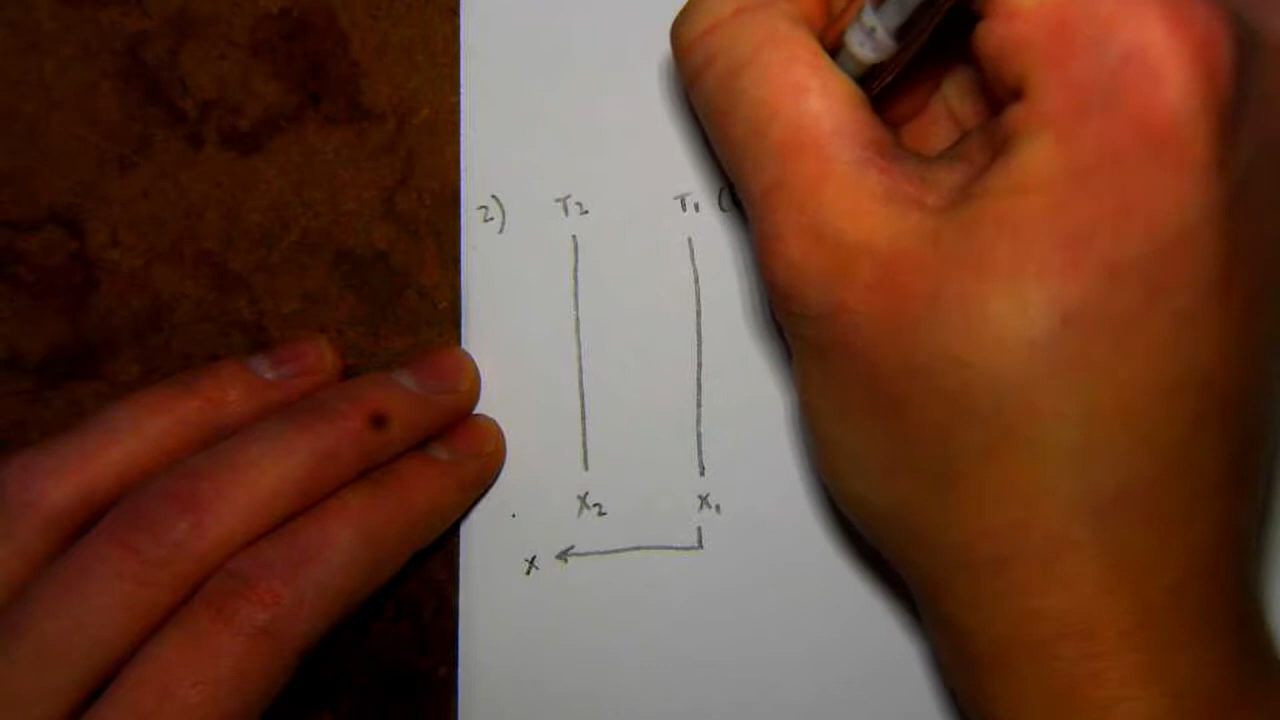 2) T₂ T₁ (
x₂ x₁
x